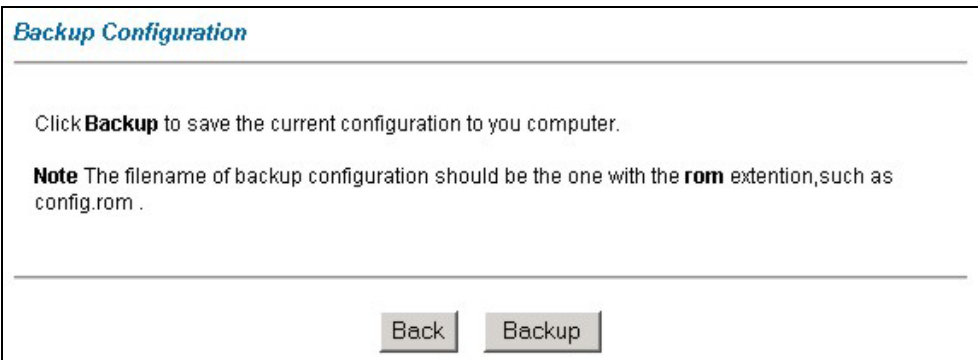 Backup Configuration
Click Backup to save the current configuration to you computer.
Note The filename of backup configuration should be the one with the rom extention,such as
config.rom .
Back Backup